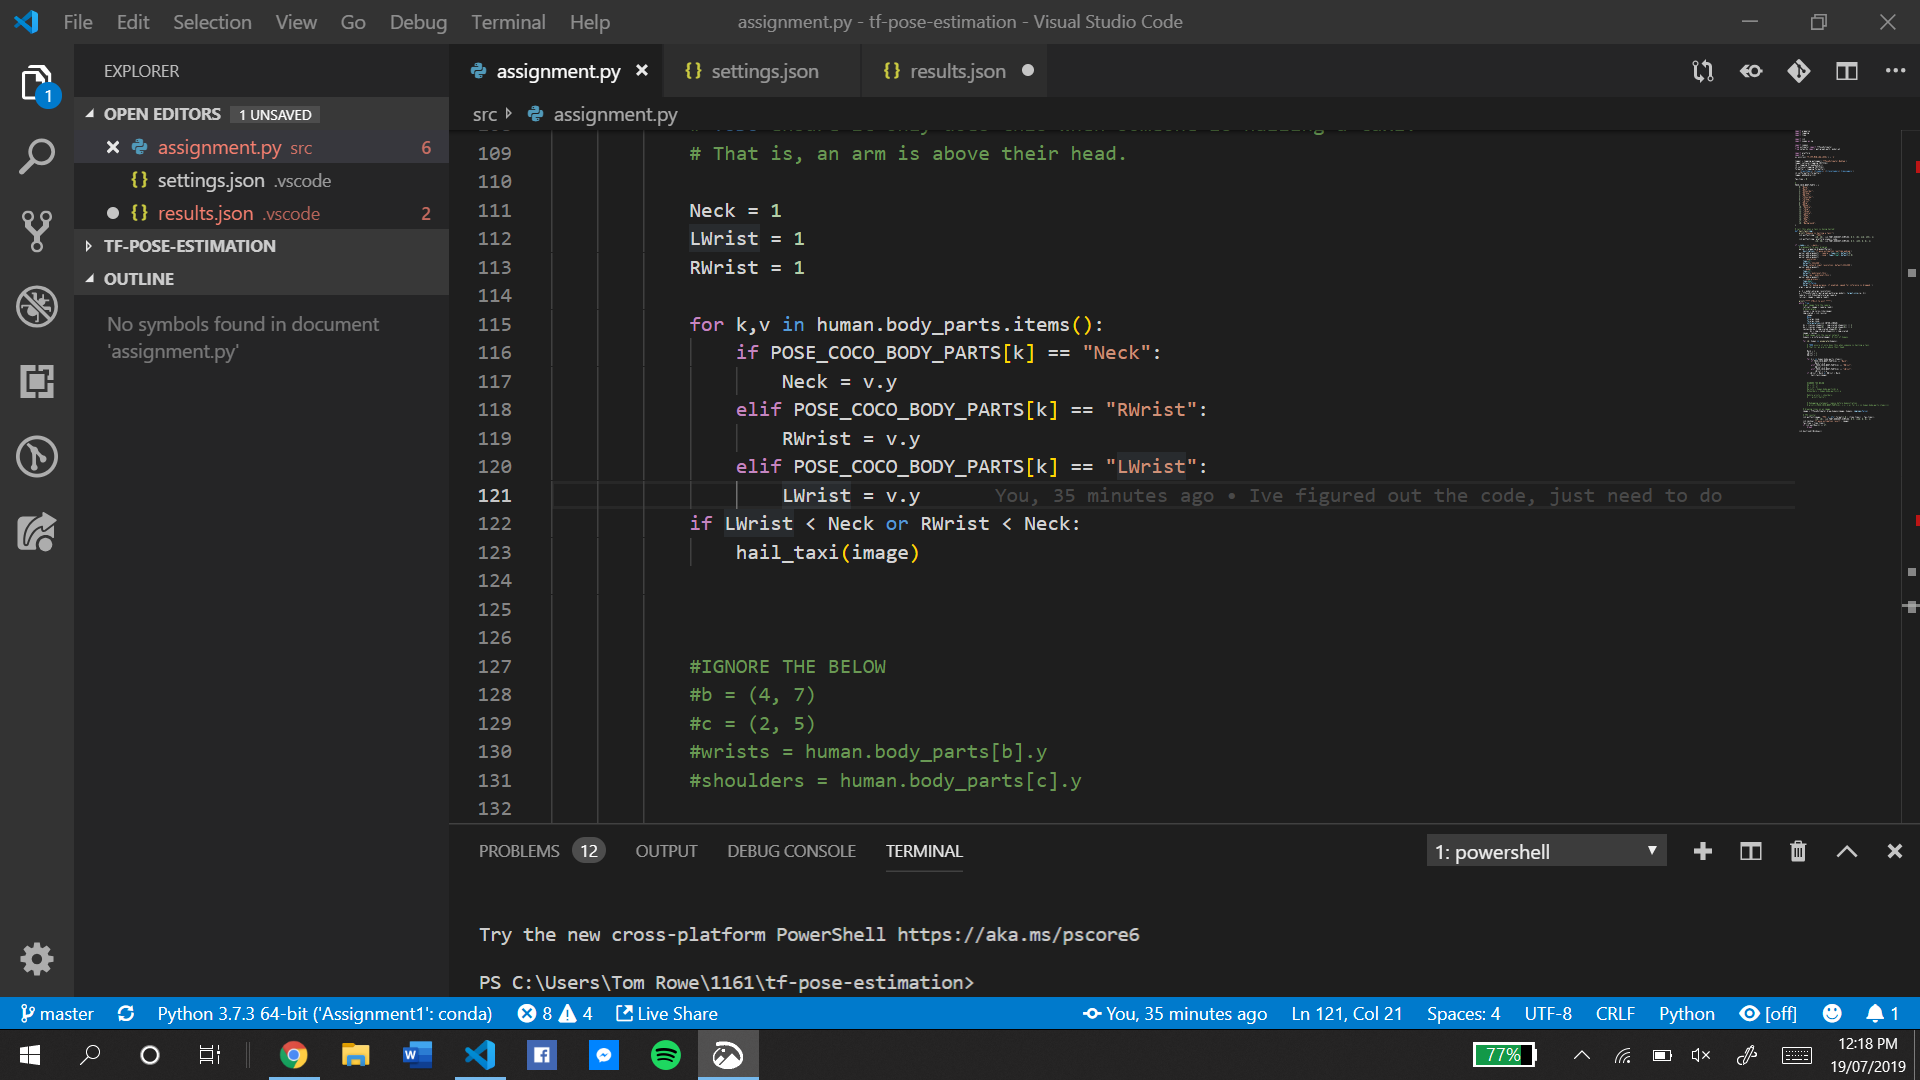 File Edit Selection View Go Debug Terminal Help
assignment.py - tf-pose-estimation - Visual Studio Code
EXPLORER
1
OPEN EDITORS 1 UNSAVED
assignment.py src 6
{} settings.json .vscode
{} results.json .vscode 2
TF-POSE-ESTIMATION
OUTLINE
No symbols found in document
'assignment.py'
assignment.py {} settings.json {} results.json
src assignment.py
109 # That is, an arm is above their head.
110
111 Neck = 1
112 LWrist = 1
113 RWrist = 1
114
115 for k,v in human.body_parts.items():
116 if POSE_COCO_BODY_PARTS[k] == "Neck":
117 Neck = v.y
118 elif POSE_COCO_BODY_PARTS[k] == "RWrist":
119 RWrist = v.y
120 elif POSE_COCO_BODY_PARTS[k] == "LWrist":
121 LWrist = v.y You, 35 minutes ago • Ive figured out the code, just need to do
122 if LWrist < Neck or RWrist < Neck:
123 hail_taxi(image)
124
125
126
127 #IGNORE THE BELOW
128 #b = (4, 7)
129 #c = (2, 5)
130 #wrists = human.body_parts[b].y
131 #shoulders = human.body_parts[c].y
132
PROBLEMS 12 OUTPUT DEBUG CONSOLE TERMINAL 1: powershell
Try the new cross-platform PowerShell https://aka.ms/pscore6
PS C:\Users\Tom Rowe\1161\tf-pose-estimation>
master Python 3.7.3 64-bit ('Assignment1': conda) 8 4 Live Share You, 35 minutes ago Ln 121, Col 21 Spaces: 4 UTF-8 CRLF Python [off] 1
77% 12:18 PM
19/07/2019